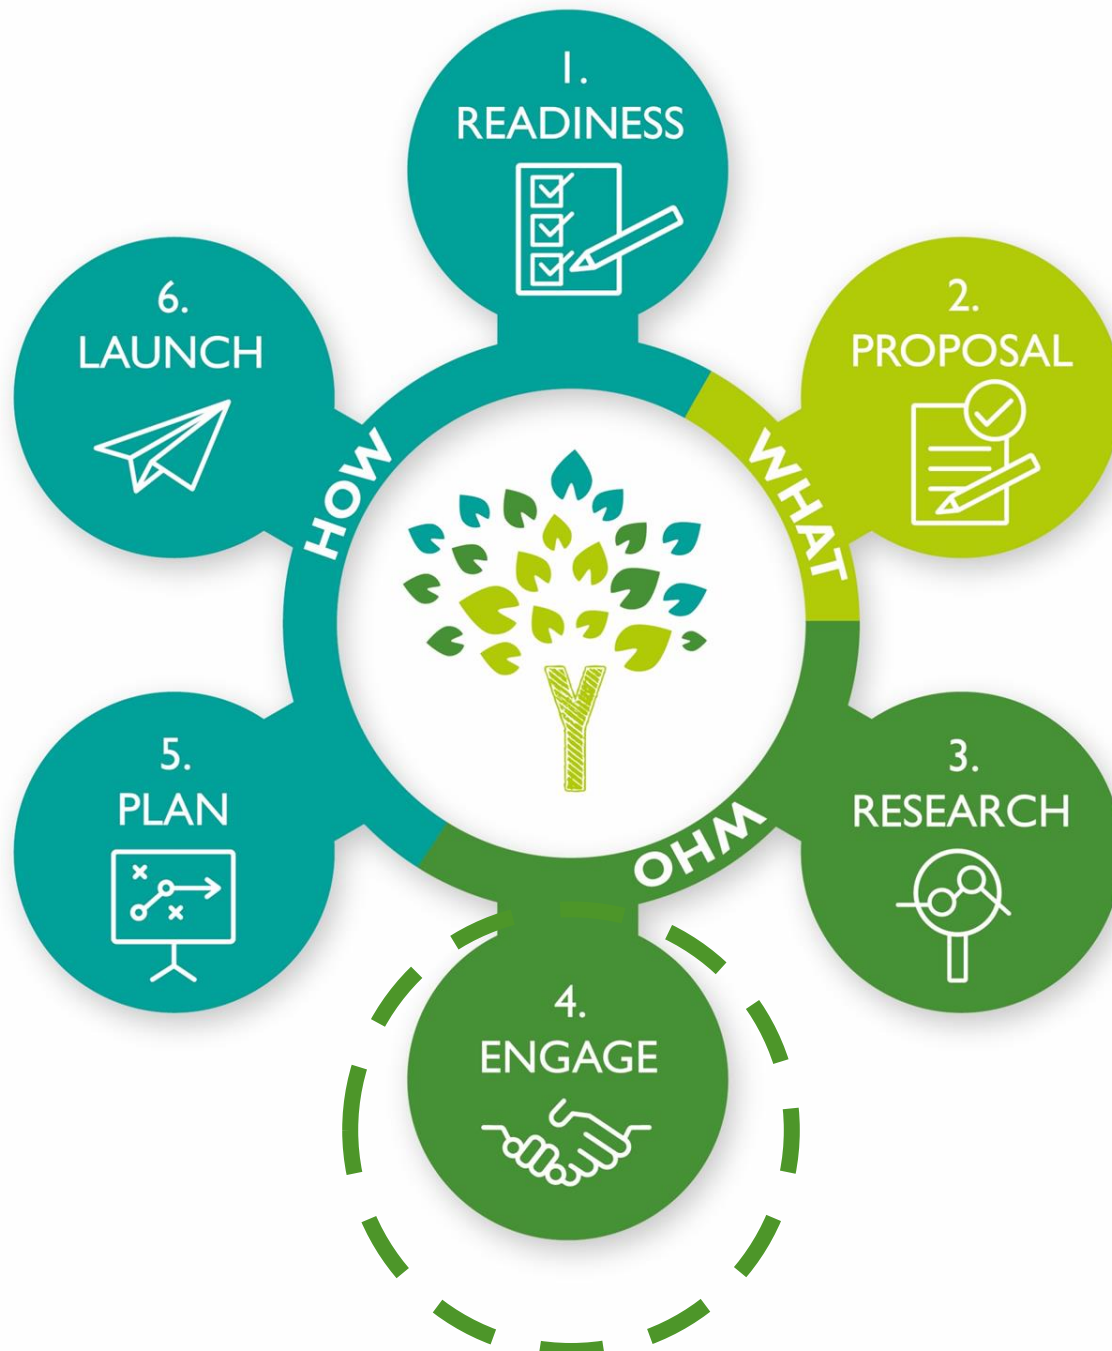 1.
READINESS
2.
PROPOSAL
3.
RESEARCH
4.
ENGAGE
5.
PLAN
6.
LAUNCH
HOW
WHAT
WHO
Y